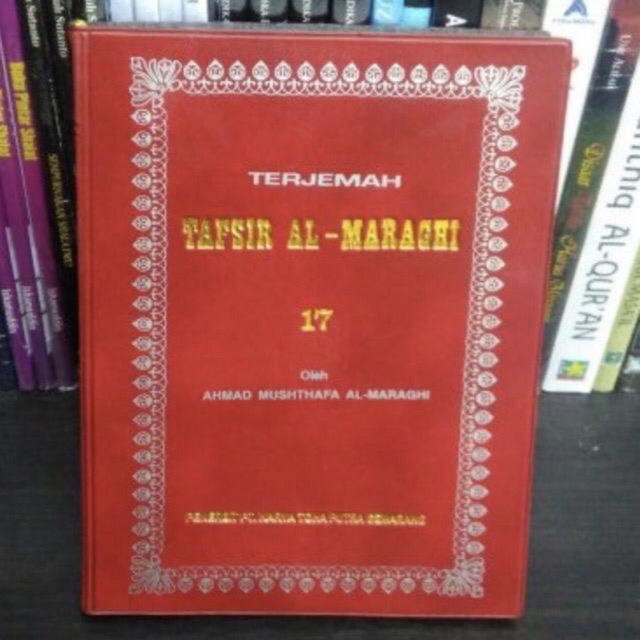 TERJEMAH
TAFSIR AL-MARAGHI
17
Oleh
AHMAD MUSHTHAFA AL-MARAGHI
PENERBIT PT. KARYA TOHA PUTRA SEMARANG
AL-QUR'AN